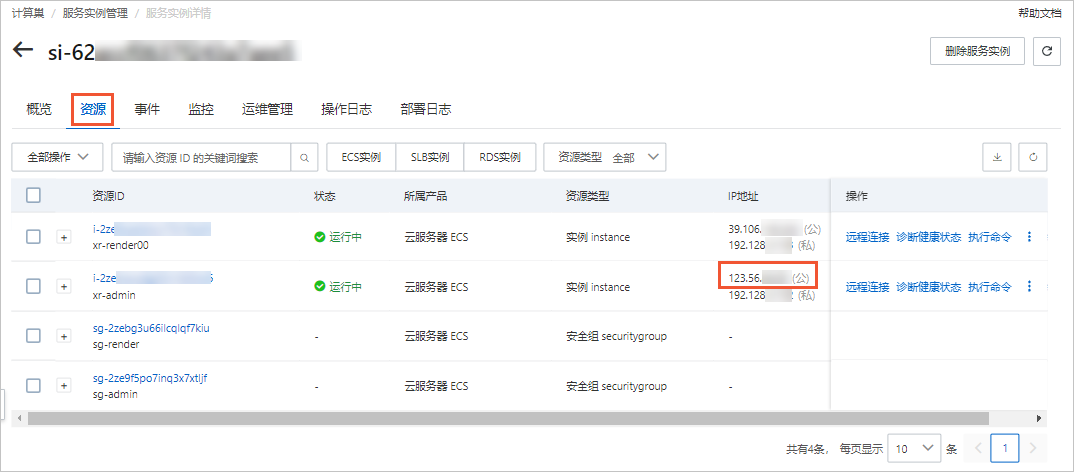 计算巢 / 服务实例管理 / 服务实例详情 帮助文档
si-62 删除服务实例
概览 资源 事件 监控 运维管理 操作日志 部署日志
全部操作 请输入资源 ID 的关键词搜索 ECS实例 SLB实例 RDS实例 资源类型 全部
资源ID 状态 所属产品 资源类型 IP地址 操作
i-2ze
xr-render00
运行中 云服务器 ECS 实例 instance
39.106. (公)
192.128 (私)
远程连接 诊断健康状态 执行命令
i-2ze
xr-admin
运行中 云服务器 ECS 实例 instance
123.56. (公)
192.128 (私)
远程连接 诊断健康状态 执行命令
sg-2zebg3u66ilcqlqf7kiu
sg-render
- 云服务器 ECS 安全组 securitygroup -
sg-2ze9f5po7inq3x7xtljf
sg-admin
- 云服务器 ECS 安全组 securitygroup -
共有4条， 每页显示 10 条 1